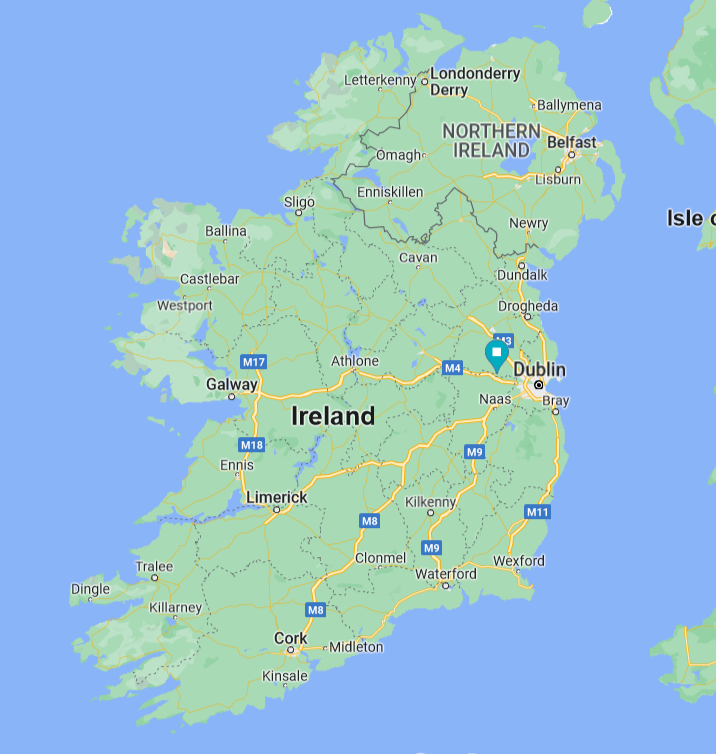 Letterkenny
Londonderry
Derry
Ballymena
NORTHERN
IRELAND
Belfast
Omagh
Lisburn
Enniskillen
Sligo
Isle
Newry
Ballina
Cavan
Dundalk
Castlebar
Westport
Drogheda
M3
M17
Athlone
M4
Dublin
Galway
Naas
Bray
Ireland
M18
M9
Ennis
Limerick
Kilkenny
M11
M8
M9
Clonmel
Wexford
Tralee
Waterford
Dingle
Killarney
M8
Cork
Midleton
Kinsale